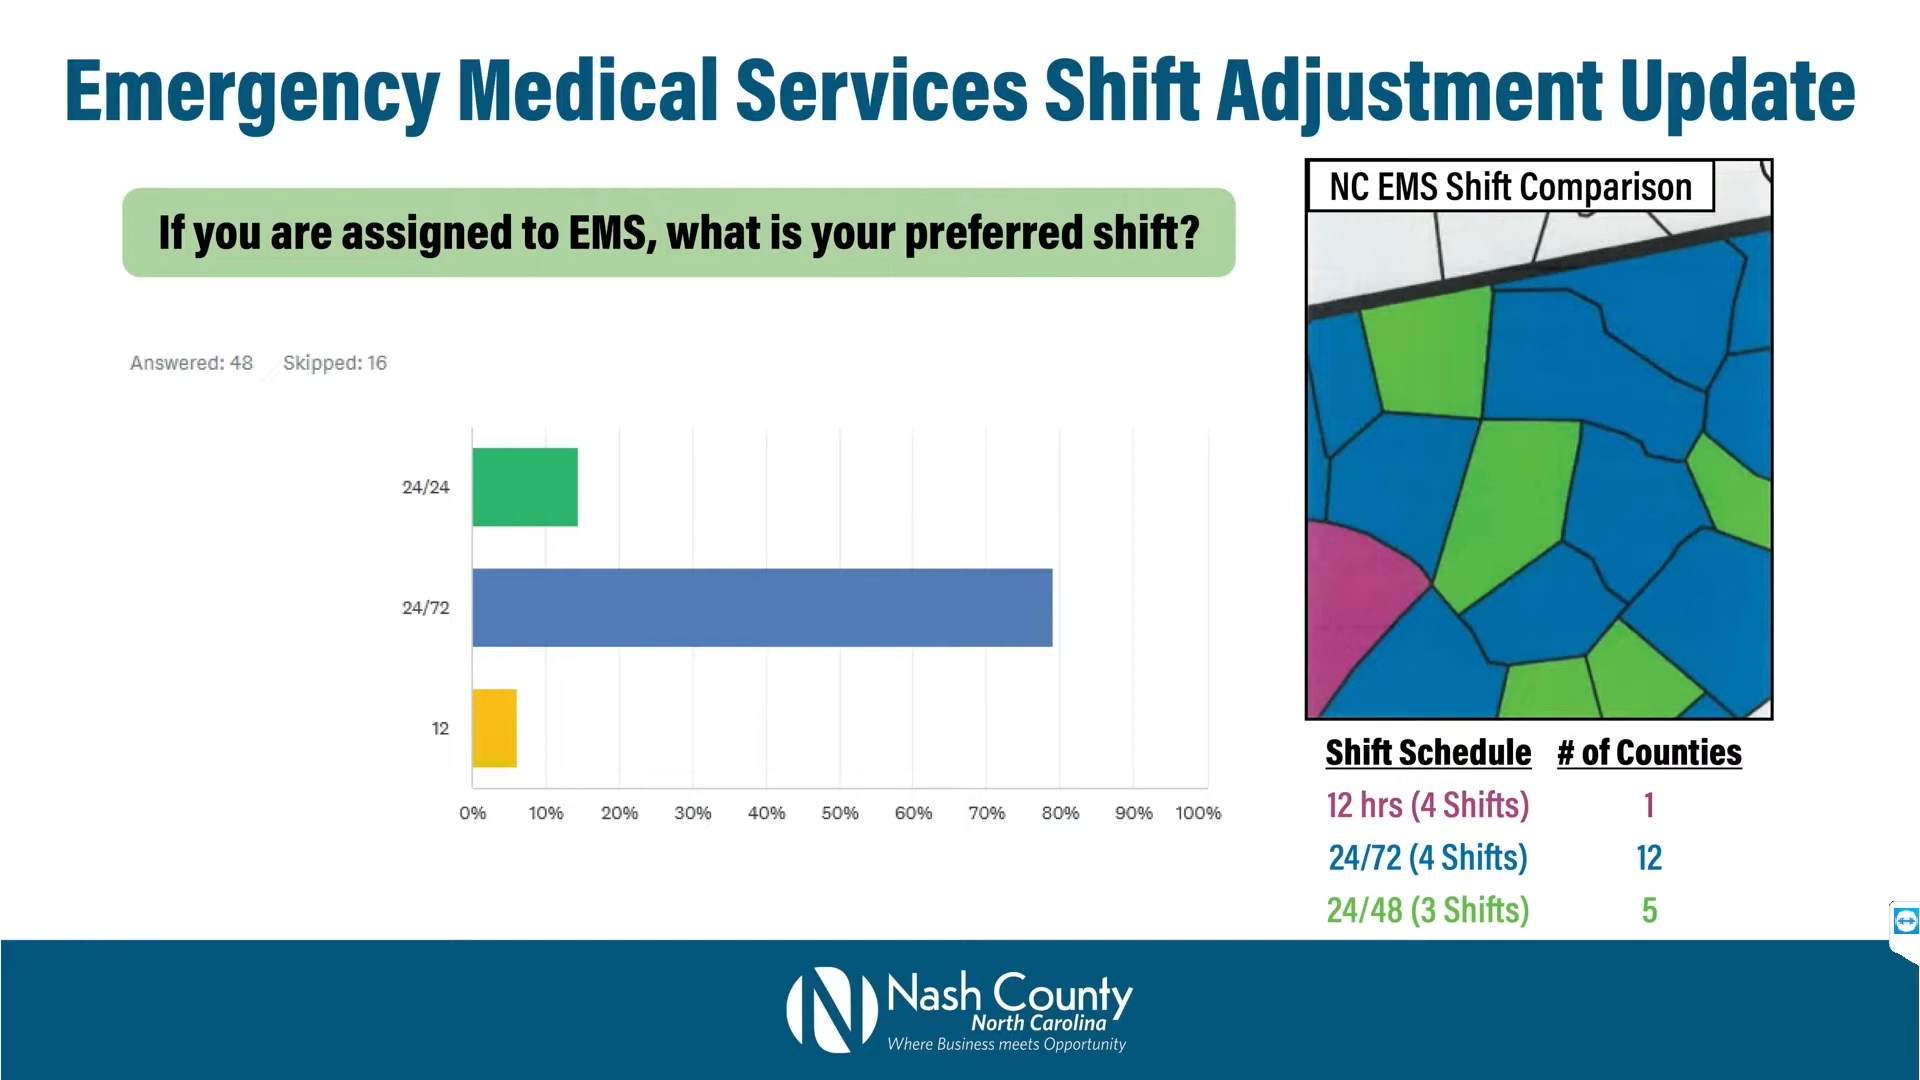 Emergency Medical Services Shift Adjustment Update
If you are assigned to EMS, what is your preferred shift?
Answered: 48 Skipped: 16
24/24
24/72
12
0% 10% 20% 30% 40% 50% 60% 70% 80% 90% 100%
NC EMS Shift Comparison
Shift Schedule # of Counties
12 hrs (4 Shifts) 1
24/72 (4 Shifts) 12
24/48 (3 Shifts) 5
Nash County
North Carolina
Where Business meets Opportunity